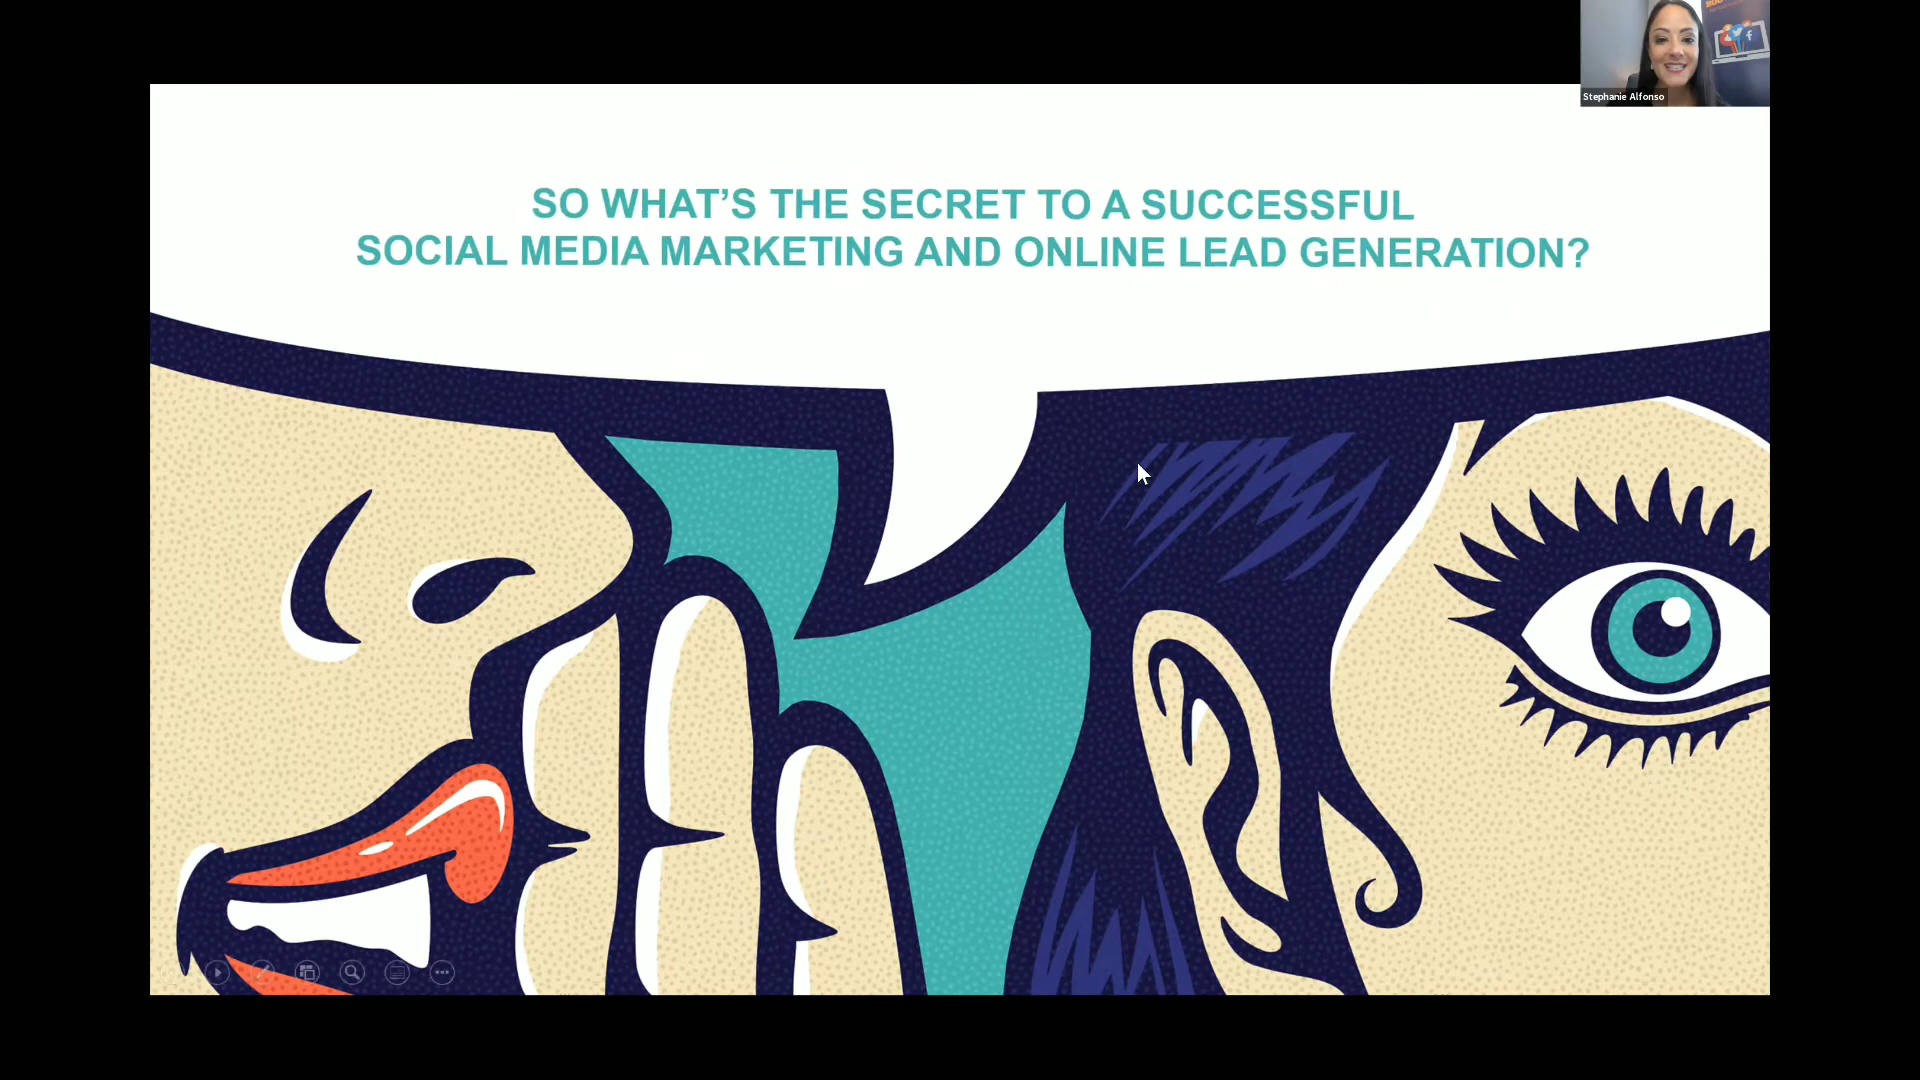 Stephanie Alfonso
SO WHAT’S THE SECRET TO A SUCCESSFUL
SOCIAL MEDIA MARKETING AND ONLINE LEAD GENERATION?